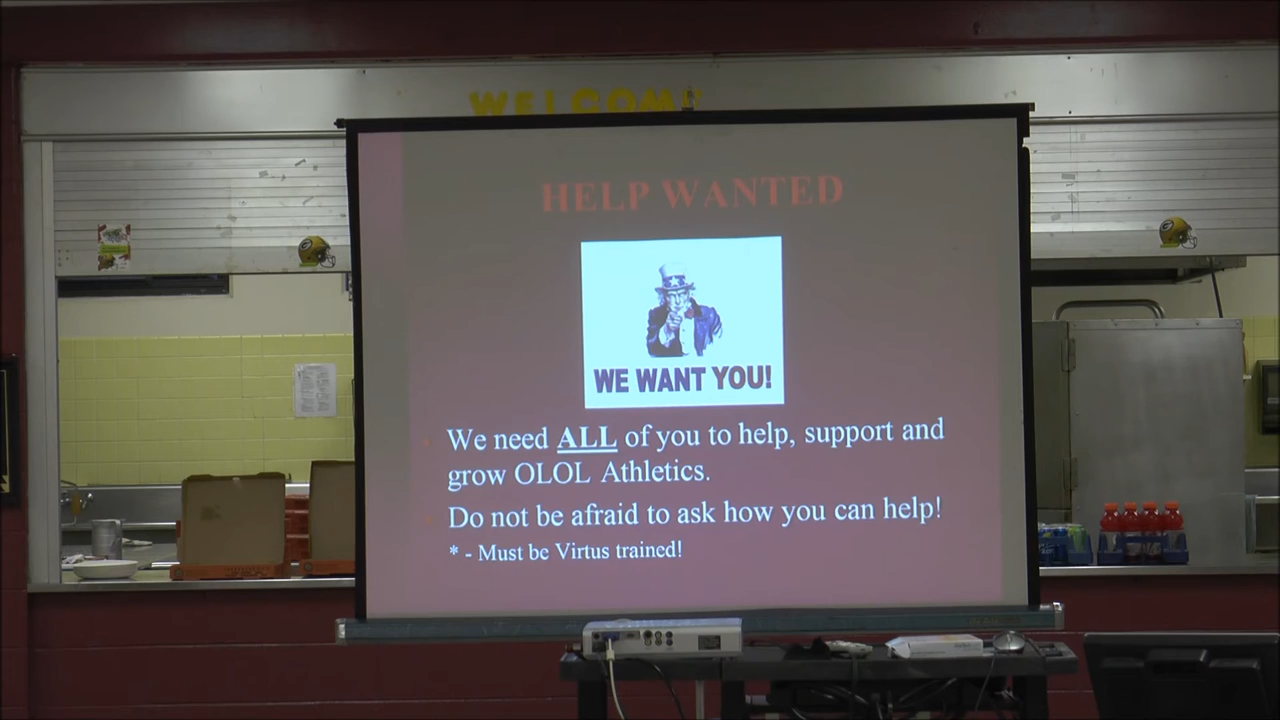 WELCOME
HELP WANTED
WE WANT YOU!
We need ALL of you to help, support and
grow OLOL Athletics.
Do not be afraid to ask how you can help!
* - Must be Virtus trained!